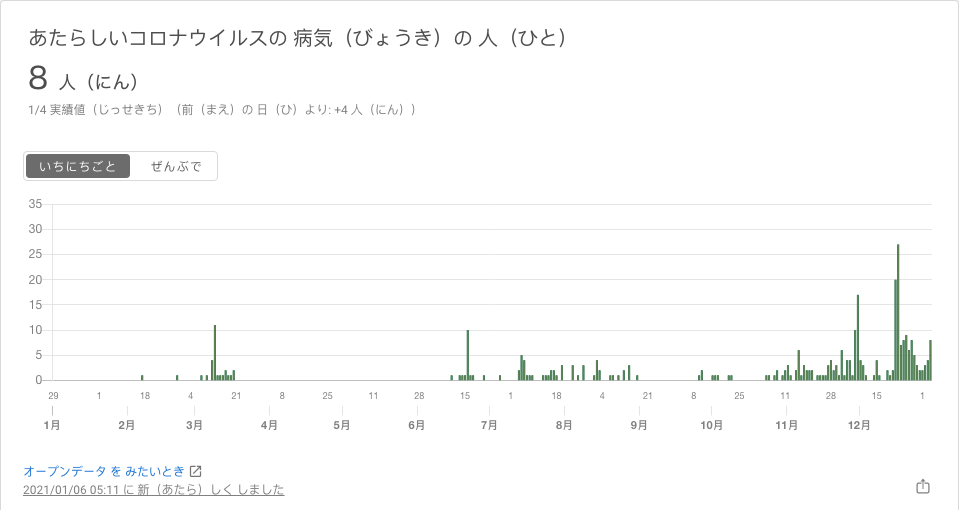 あたらしいコロナウイルスの 病気（びょうき）の 人（ひと）
8 人（にん）
1/4 実績値（じっせきち）（前（まえ）の 日（ひ）より: +4 人（にん））
いちにちごと ぜんぶで
35
30
25
20
15
10
5
0
29 1 18 4 21 8 25 11 28 15 1 18 4 21 8 25 11 28 15 1
1月 2月 3月 4月 5月 6月 7月 8月 9月 10月 11月 12月
オープンデータ を みたいとき
2021/01/06 05:11 に 新（あたら）しく しました